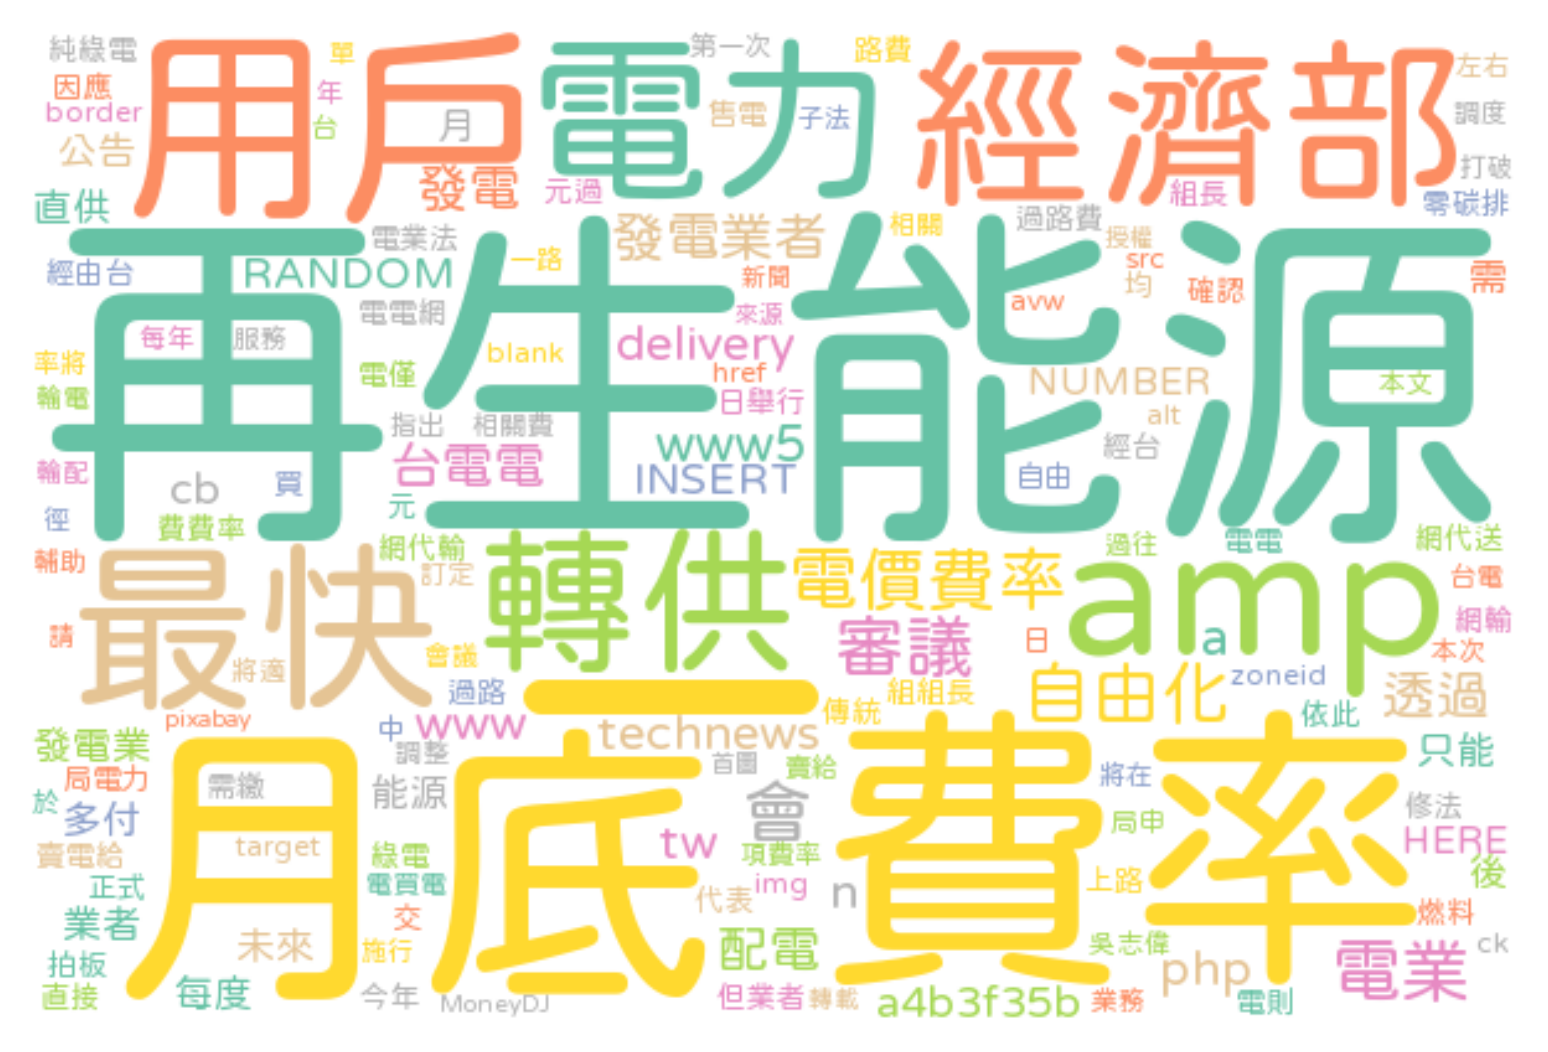 純綠電 用戶 單 電力 第一次 路費 經濟部 左右
因應 年 月 售電 子法 調度
border 台
公告 發電 元過 組長 打破
直供 零碳排
電業法 一路 發電業者 相關 過路費 授權
經由台 RANDOM 新聞 src 需
再生能源 均 確認
電電網 來源 avw
每年 服務 delivery
率將 blank href
電僅 NUMBER 本文
輸電 日舉行 alt
指出 相關費 www5 經台
輸配 台電電 INSERT 自由
cb 買 元
徑 費費率
輔助 網代輸 過往 電電 網代送
最快 訂定 轉供 電價費率 amp 台電
請 審議 日 a 網輸
將適 會議 本次
過路 組組長 自由化 zoneid 透過
pixabay 中 www 一 傳統 依此
發電業 technews 只能
局電力 調整 首圖 賣給 將在
月底 費率
需繳 能源 會 修法
於 多付 局申
賣電給 target 綠電 tw 項費率 HERE
正式 電買電 img n 上路 後
業者 交 代表 燃料
拍板 未來 施行 配電 吳志偉 php 電業 ck
直接 每度 今年 MoneyDJ 但業者 轉載 a4b3f35b 業務 電則